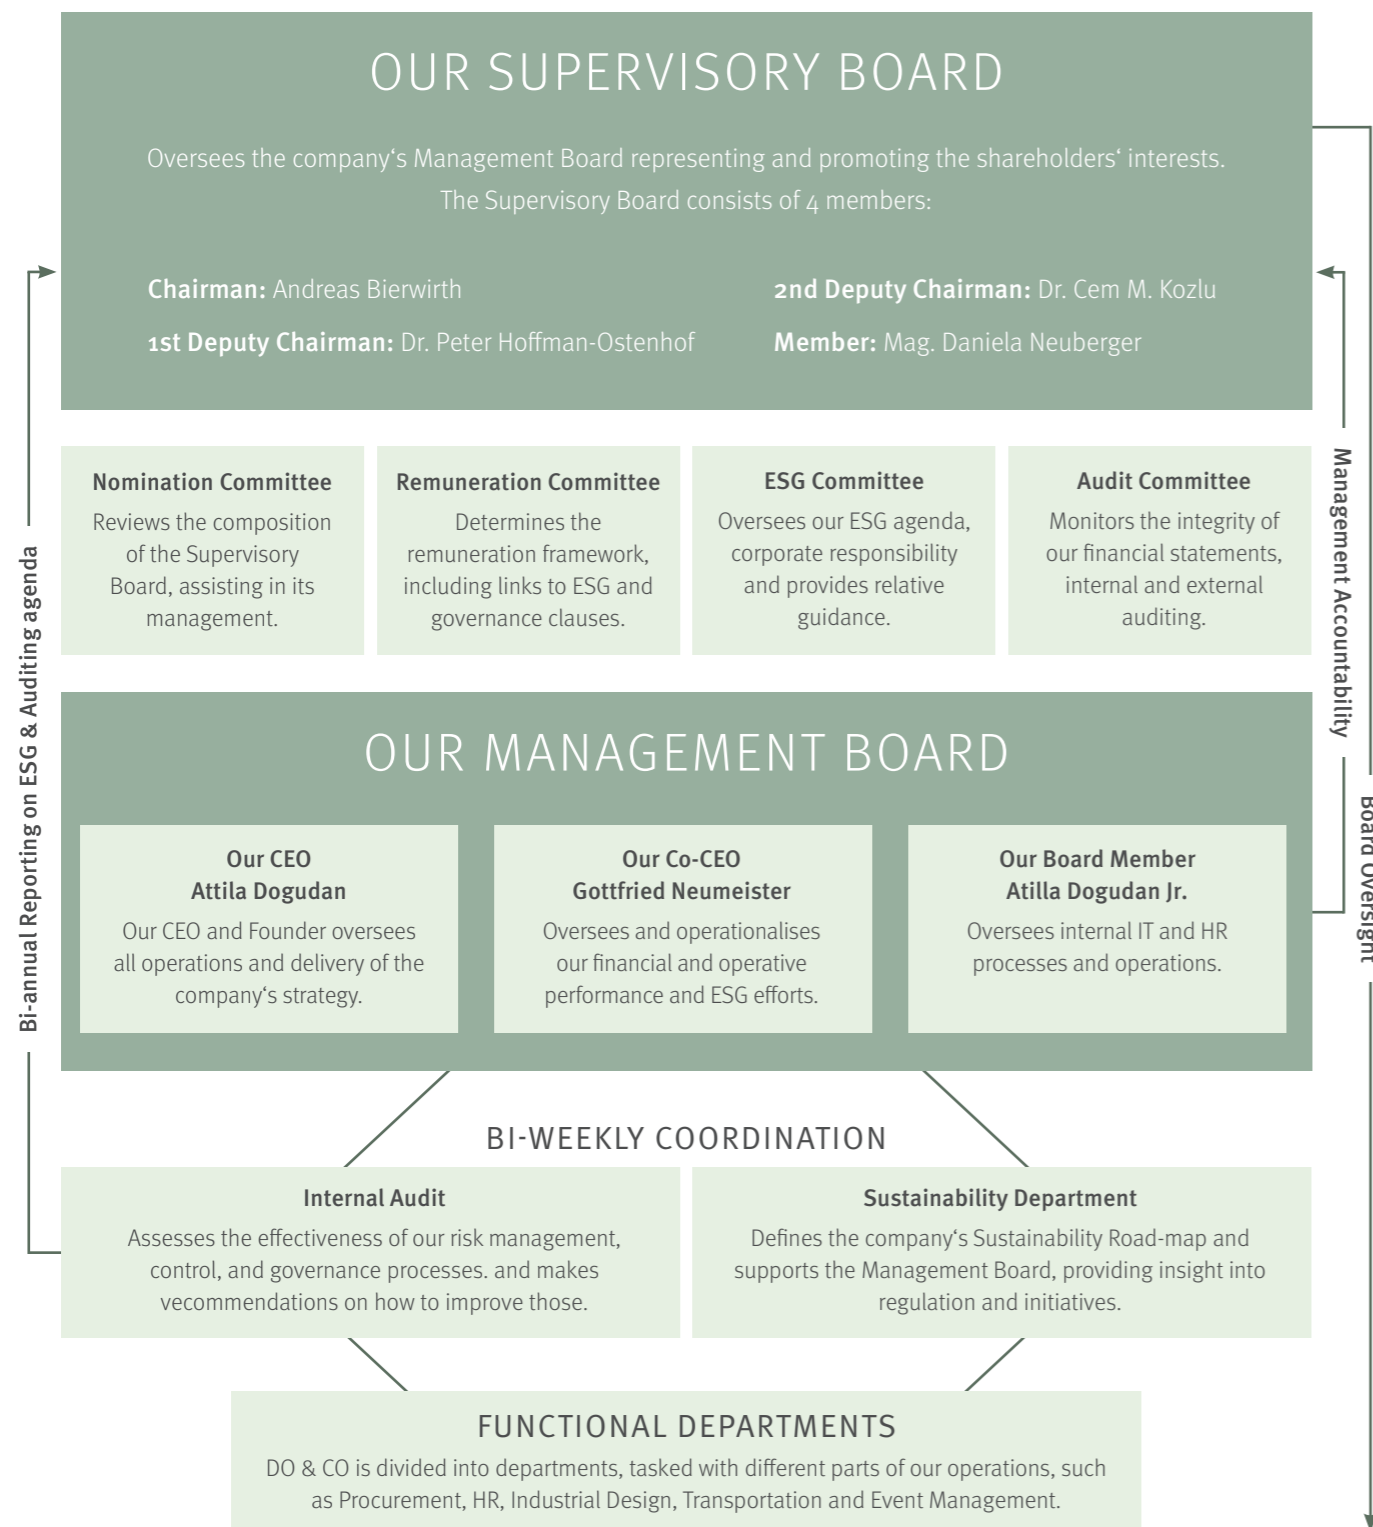 OUR SUPERVISORY BOARD
Oversees the company‘s Management Board representing and promoting the shareholders‘ interests.
The Supervisory Board consists of 4 members:
Chairman: Andreas Bierwirth
1st Deputy Chairman: Dr. Peter Hoffman-Ostenhof
2nd Deputy Chairman: Dr. Cem M. Kozlu
Member: Mag. Daniela Neuberger
Nomination Committee
Reviews the composition
of the Supervisory
Board, assisting in its
management.
Remuneration Committee
Determines the
remuneration framework,
including links to ESG and
governance clauses.
ESG Committee
Oversees our ESG agenda,
corporate responsibility
and provides relative
guidance.
Audit Committee
Monitors the integrity of
our financial statements,
internal and external
auditing.
OUR MANAGEMENT BOARD
Our CEO
Attila Dogudan
Our CEO and Founder oversees
all operations and delivery of the
company‘s strategy.
Our Co-CEO
Gottfried Neumeister
Oversees and operationalises
our financial and operative
performance and ESG efforts.
Our Board Member
Atilla Dogudan Jr.
Oversees internal IT and HR
processes and operations.
BI-WEEKLY COORDINATION
Internal Audit
Assesses the effectiveness of our risk management,
control, and governance processes. and makes
vecommendations on how to improve those.
Sustainability Department
Defines the company‘s Sustainability Road-map and
supports the Management Board, providing insight into
regulation and initiatives.
FUNCTIONAL DEPARTMENTS
DO & CO is divided into departments, tasked with different parts of our operations, such
as Procurement, HR, Industrial Design, Transportation and Event Management.
Bi-annual Reporting on ESG & Auditing agenda
Management Accountability
Board Oversight